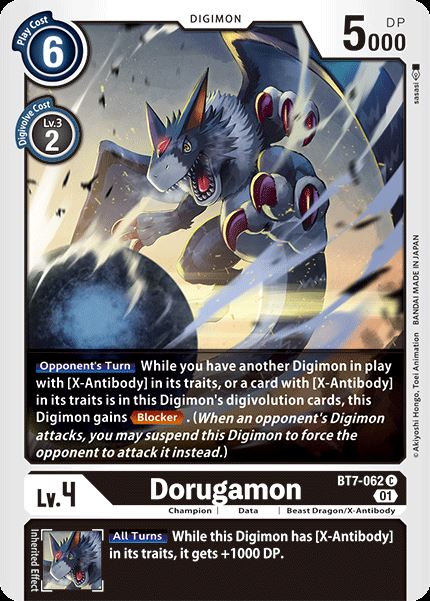 Play Cost
6
DIGIMON
DP
5000
Digivolve Cost
Lv.3
2
sasasi
© Akiyoshi Hongo, Toei Animation BANDAI MADE IN JAPAN
Opponent's Turn While you have another Digimon in play
with [X-Antibody] in its traits, or a card with [X-Antibody]
in its traits is in this Digimon's digivolution cards, this
Digimon gains Blocker . (When an opponent's Digimon
attacks, you may suspend this Digimon to force the
opponent to attack it instead.)
Lv.4
Dorugamon
BT7-062 C
01
Champion | Data | Beast Dragon/X-Antibody
Inherited Effect
All Turns While this Digimon has [X-Antibody]
in its traits, it gets +1000 DP.